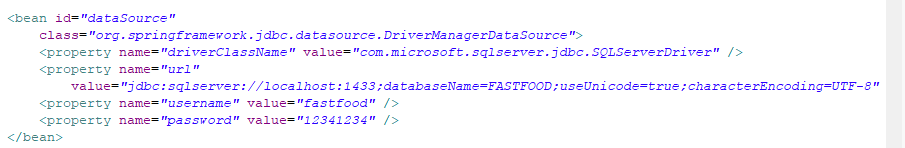 <bean id="dataSource"
class="org.springframework.jdbc.datasource.DriverManagerDataSource">
<property name="driverClassName" value="com.microsoft.sqlserver.jdbc.SQLServerDriver" />
<property name="url"
value="jdbc:sqlserver://localhost:1433;databaseName=FASTFOOD;useUnicode=true;characterEncoding=UTF-8"
<property name="username" value="fastfood" />
<property name="password" value="12341234" />
</bean>